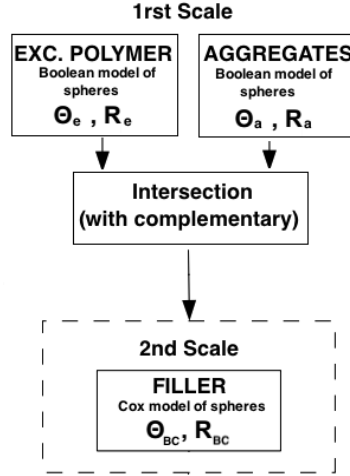 1rst Scale
EXC. POLYMER
Boolean model of
spheres
Θe , Re
AGGREGATES
Boolean model of
spheres
Θa , Ra
Intersection
(with complementary)
2nd Scale
FILLER
Cox model of spheres
ΘBC, RBC